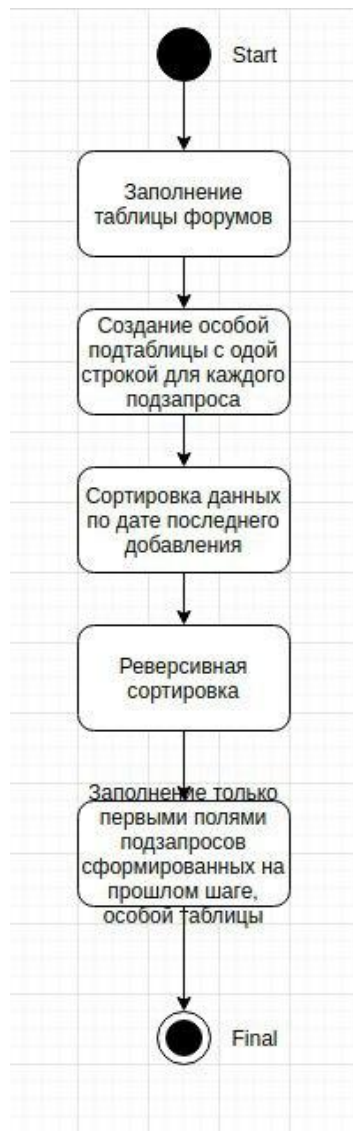 Start
Заполнение
таблицы форумов
Создание особой
подтаблицы с одой
строкой для каждого
подзапроса
Сортировка данных
по дате последнего
добавления
Реверсивная
сортировка
Заполнение только
первыми полями
подзапросов
сформированных на
прошлом шаге,
особой таблицы
Final